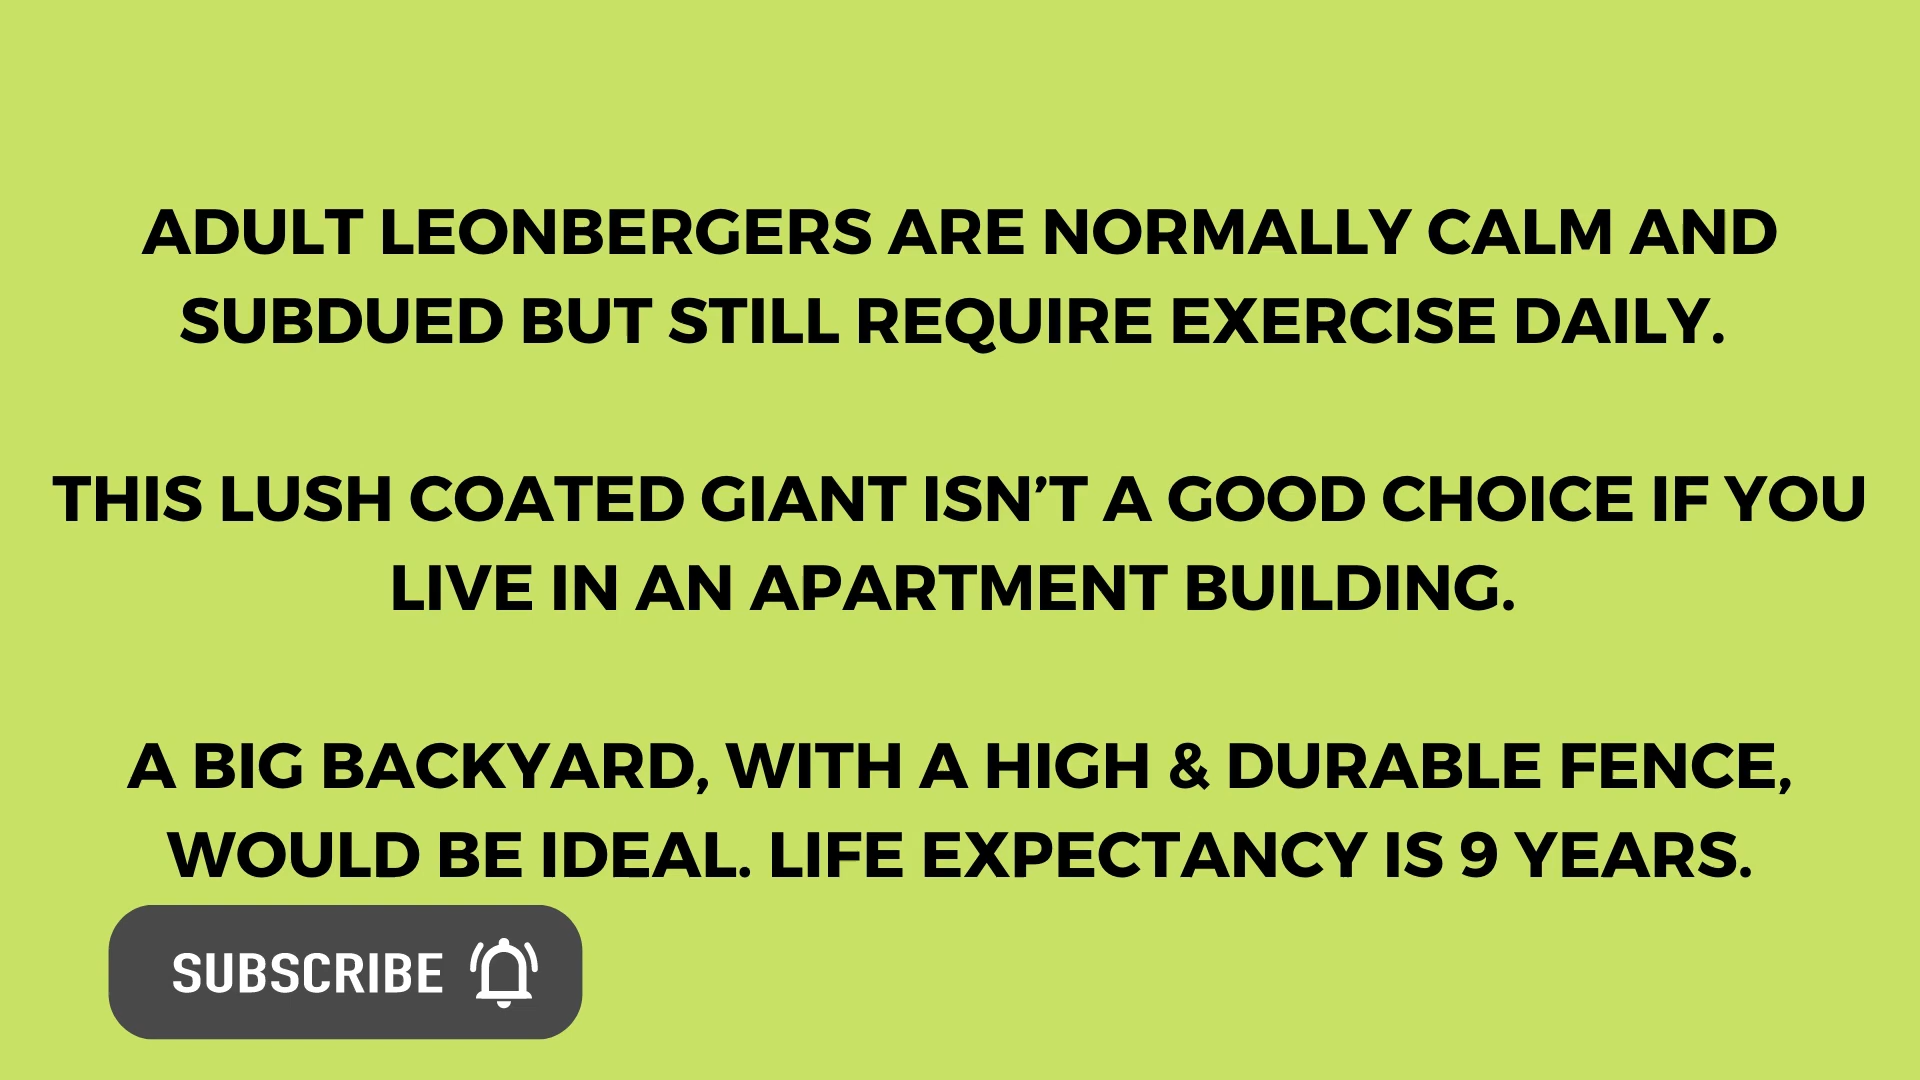 ADULT LEONBERGERS ARE NORMALLY CALM AND
SUBDUED BUT STILL REQUIRE EXERCISE DAILY.
THIS LUSH COATED GIANT ISN’T A GOOD CHOICE IF YOU
LIVE IN AN APARTMENT BUILDING.
A BIG BACKYARD, WITH A HIGH & DURABLE FENCE,
WOULD BE IDEAL. LIFE EXPECTANCY IS 9 YEARS.
SUBSCRIBE